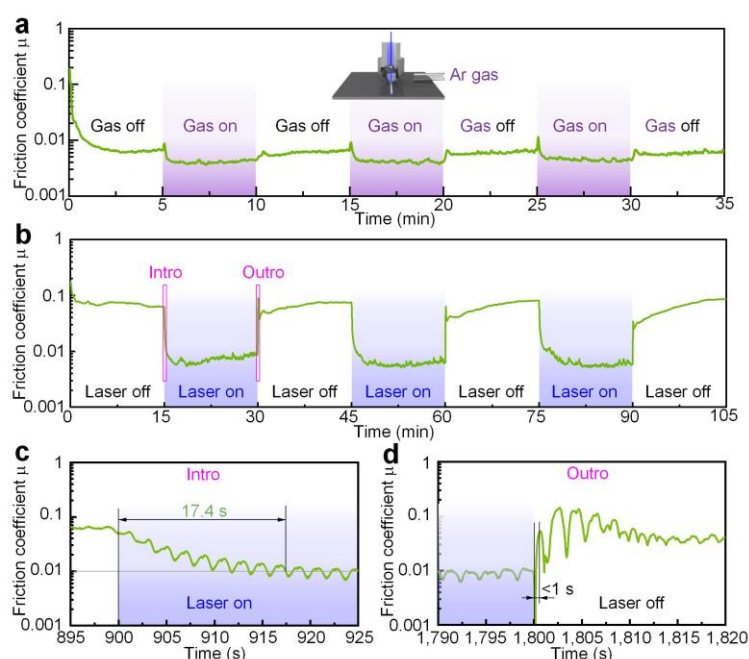 a
Friction coefficient μ
1
0.1
0.01
0.001
Ar gas
Gas off Gas on Gas off Gas on Gas off Gas on Gas off
0 5 10 15 20 25 30 35
Time (min)
b
Friction coefficient μ
1
0.1
0.01
0.001
Intro Outro
Laser off Laser on Laser off Laser on Laser off Laser on Laser off
0 15 30 45 60 75 90 105
Time (min)
c
Friction coefficient μ
1
0.1
0.01
0.001
Intro
17.4 s
Laser on
895 900 905 910 915 917 920 925
Time (s)
d
Friction coefficient μ
1
0.1
0.01
0.001
Outro
<1 s
Laser off
1,790 1,795 1,800 1,805 1,810 1,815 1,820
Time (s)